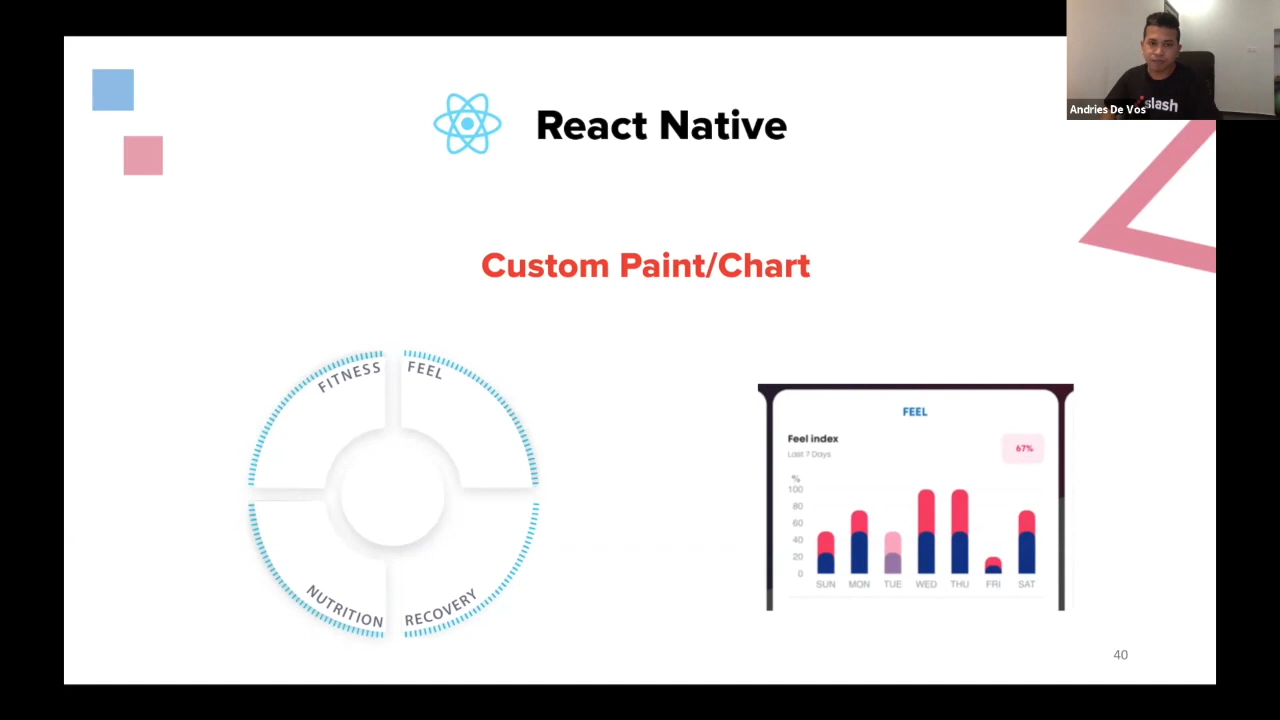 React Native
Andries De Vos
slash
Custom Paint/Chart
FITNESS
FEEL
NUTRITION
RECOVERY
FEEL
Feel index
Last 7 Days
67%
%
100
80
60
40
20
0
SUN MON TUE WED THU FRI SAT
40